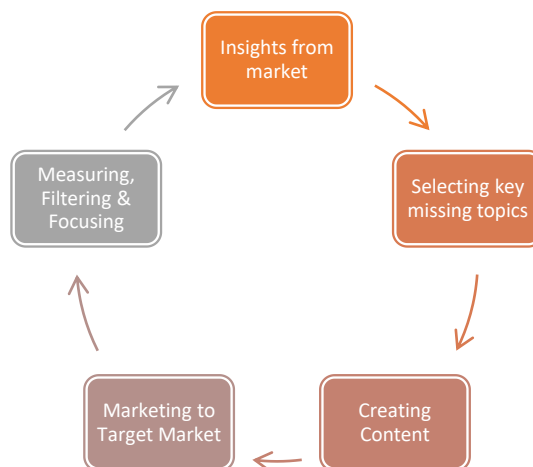 Insights from
market
Selecting key
missing topics
Creating
Content
Marketing to
Target Market
Measuring,
Filtering &
Focusing